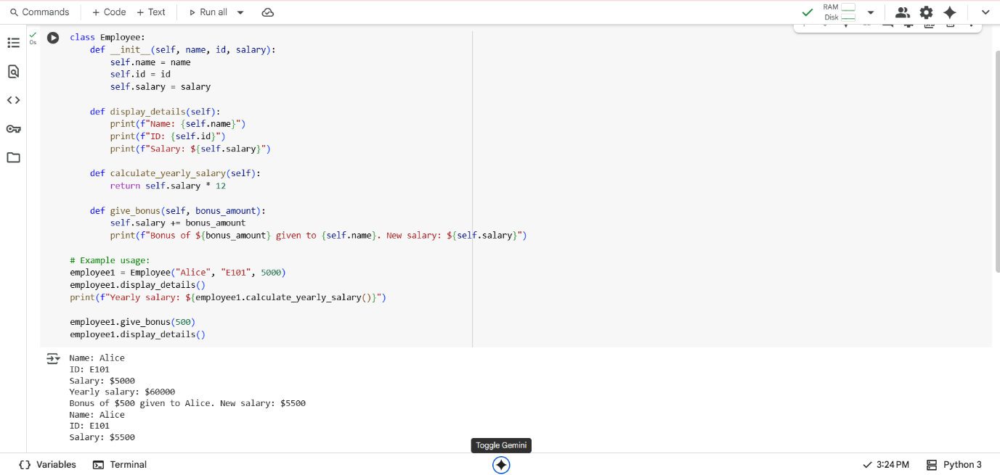 Commands + Code + Text Run all
RAM
Disk
0s
class Employee:
    def __init__(self, name, id, salary):
        self.name = name
        self.id = id
        self.salary = salary

    def display_details(self):
        print(f"Name: {self.name}")
        print(f"ID: {self.id}")
        print(f"Salary: ${self.salary}")

    def calculate_yearly_salary(self):
        return self.salary * 12

    def give_bonus(self, bonus_amount):
        self.salary += bonus_amount
        print(f"Bonus of ${bonus_amount} given to {self.name}. New salary: ${self.salary}")

# Example usage:
employee1 = Employee("Alice", "E101", 5000)
employee1.display_details()
print(f"Yearly salary: ${employee1.calculate_yearly_salary()}")

employee1.give_bonus(500)
employee1.display_details()

Name: Alice
ID: E101
Salary: $5000
Yearly salary: $60000
Bonus of $500 given to Alice. New salary: $5500
Name: Alice
ID: E101
Salary: $5500
Toggle Gemini
{} Variables Terminal 3:24 PM Python 3